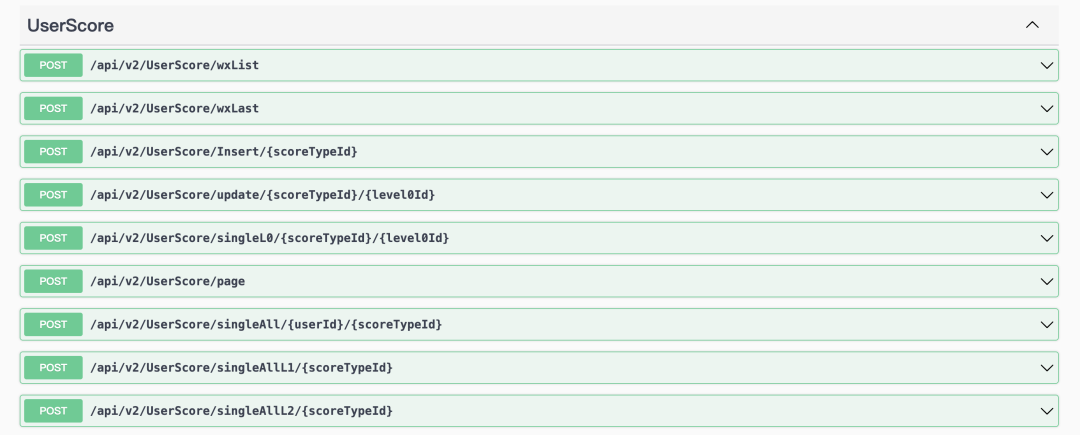 UserScore
POST /api/v2/UserScore/wxList
POST /api/v2/UserScore/wxLast
POST /api/v2/UserScore/Insert/{scoreTypeId}
POST /api/v2/UserScore/update/{scoreTypeId}/{level0Id}
POST /api/v2/UserScore/singleL0/{scoreTypeId}/{level0Id}
POST /api/v2/UserScore/page
POST /api/v2/UserScore/singleAll/{userId}/{scoreTypeId}
POST /api/v2/UserScore/singleAllL1/{scoreTypeId}
POST /api/v2/UserScore/singleAllL2/{scoreTypeId}